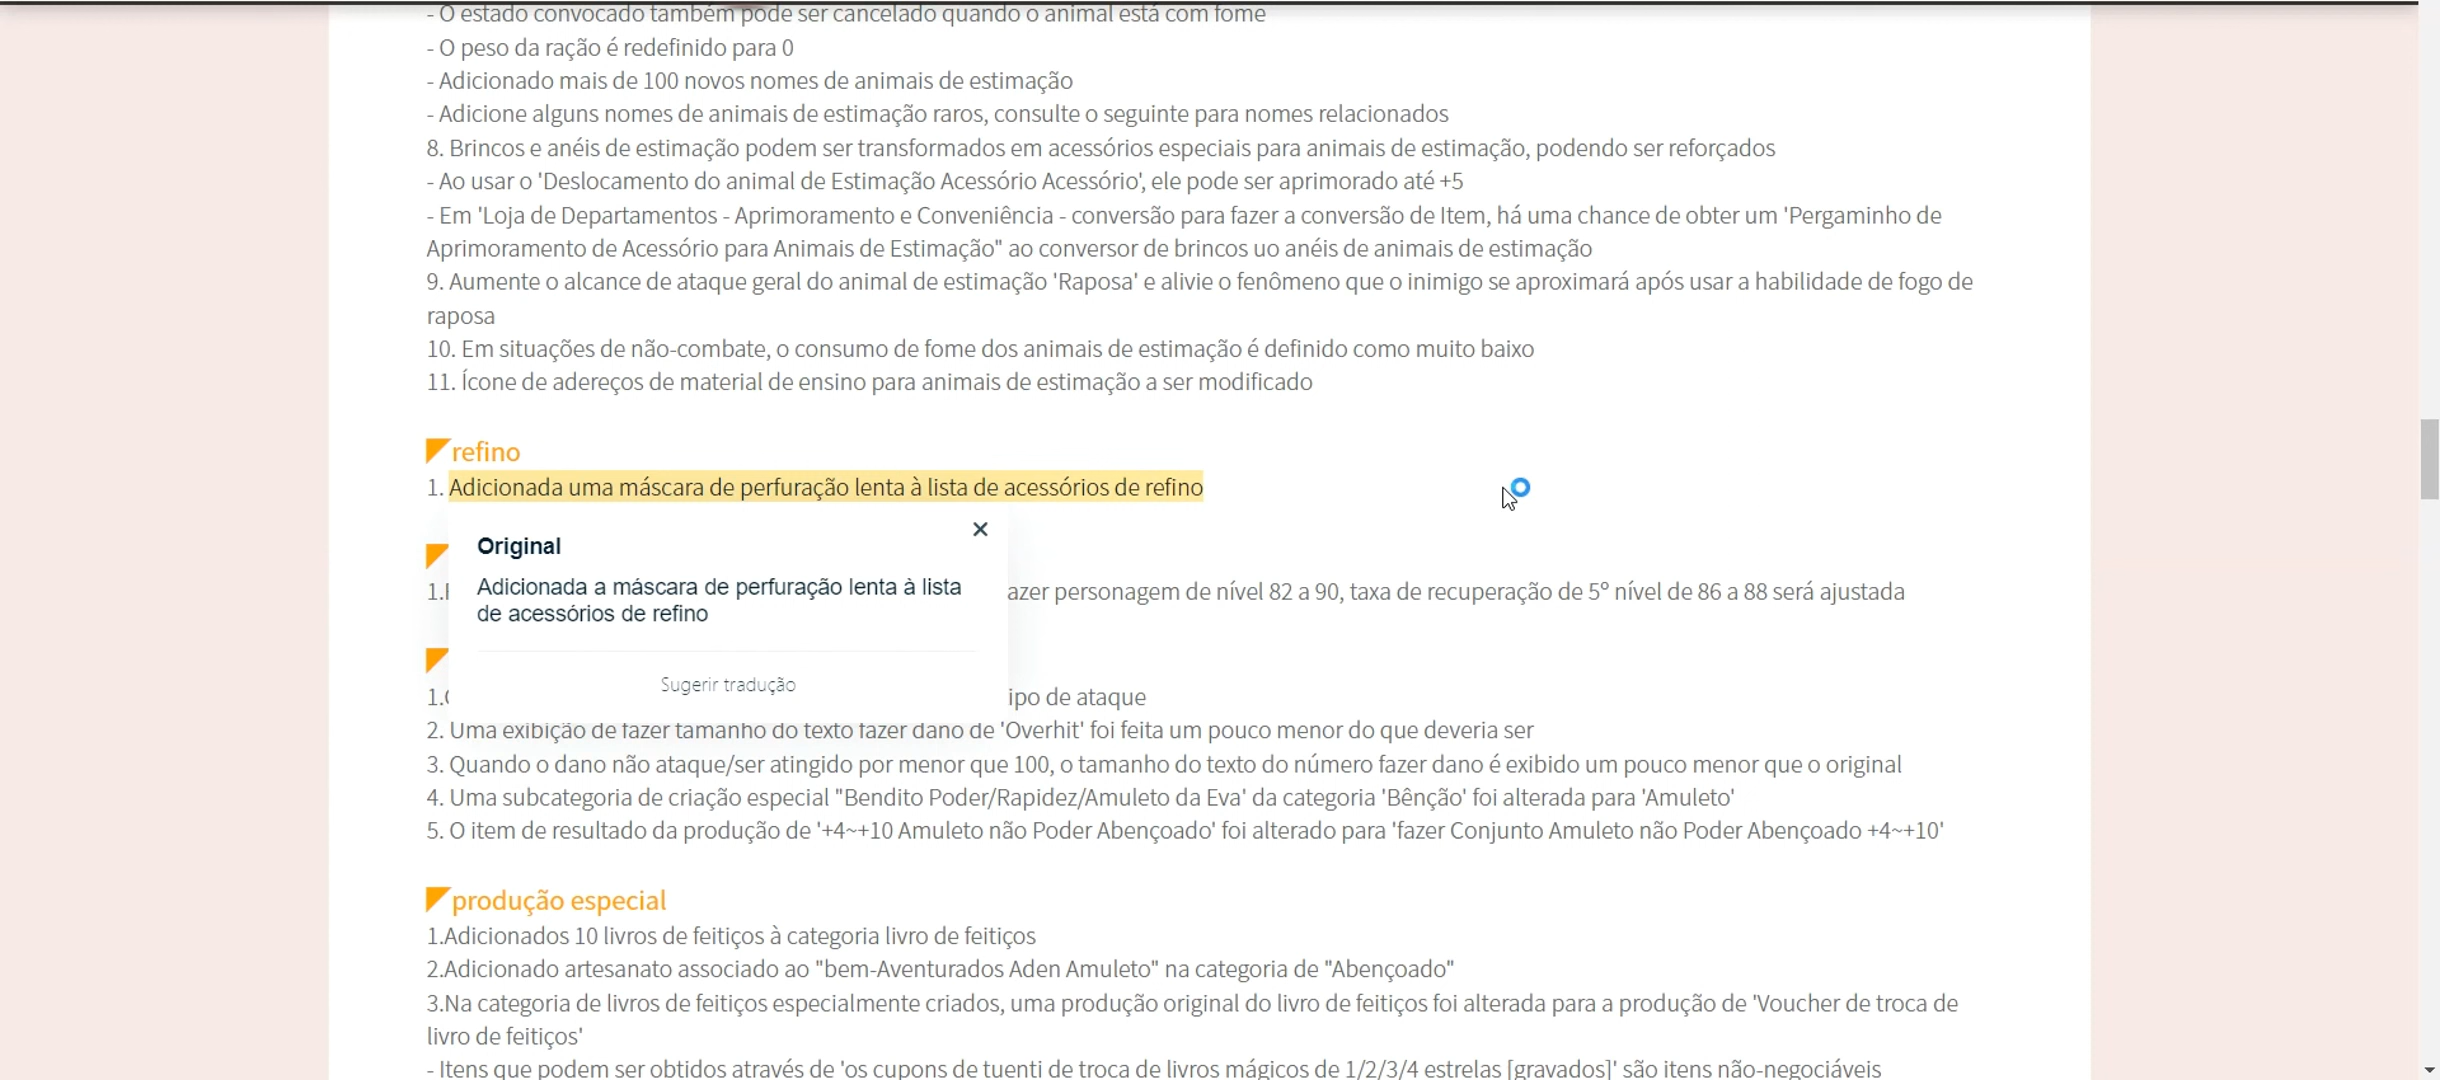 - O estado convocado também pode ser cancelado quando o animal está com fome
- O peso da ração é redefinido para 0
- Adicionado mais de 100 novos nomes de animais de estimação
- Adicione alguns nomes de animais de estimação raros, consulte o seguinte para nomes relacionados
8. Brincos e anéis de estimação podem ser transformados em acessórios especiais para animais de estimação, podendo ser reforçados
- Ao usar o 'Deslocamento do animal de Estimação Acessório Acessório', ele pode ser aprimorado até +5
- Em 'Loja de Departamentos - Aprimoramento e Conveniência - conversão para fazer a conversão de Item, há uma chance de obter um 'Pergaminho de
Aprimoramento de Acessório para Animais de Estimação" ao conversor de brincos uo anéis de animais de estimação
9. Aumente o alcance de ataque geral do animal de estimação 'Raposa' e alivie o fenômeno que o inimigo se aproximará após usar a habilidade de fogo de
raposa
10. Em situações de não-combate, o consumo de fome dos animais de estimação é definido como muito baixo
11. Ícone de adereços de material de ensino para animais de estimação a ser modificado
refino
1. Adicionada uma máscara de perfuração lenta à lista de acessórios de refino
Original
Adicionada a máscara de perfuração lenta à lista
de acessórios de refino
Sugerir tradução
1. azer personagem de nível 82 a 90, taxa de recuperação de 5º nível de 86 a 88 será ajustada
1. ipo de ataque
2. Uma exibição de fazer tamanho do texto fazer dano de 'Overhit' foi feita um pouco menor do que deveria ser
3. Quando o dano não ataque/ser atingido por menor que 100, o tamanho do texto do número fazer dano é exibido um pouco menor que o original
4. Uma subcategoria de criação especial "Bendito Poder/Rapidez/Amuleto da Eva' da categoria 'Bênção' foi alterada para 'Amuleto'
5. O item de resultado da produção de '+4~+10 Amuleto não Poder Abençoado' foi alterado para 'fazer Conjunto Amuleto não Poder Abençoado +4~+10'
produção especial
1.Adicionados 10 livros de feitiços à categoria livro de feitiços
2.Adicionado artesanato associado ao "bem-Aventurados Aden Amuleto" na categoria de "Abençoado"
3.Na categoria de livros de feitiços especialmente criados, uma produção original do livro de feitiços foi alterada para a produção de 'Voucher de troca de
livro de feitiços'
- Itens que podem ser obtidos através de 'os cupons de tuenti de troca de livros mágicos de 1/2/3/4 estrelas [gravados]' são itens não-negociáveis